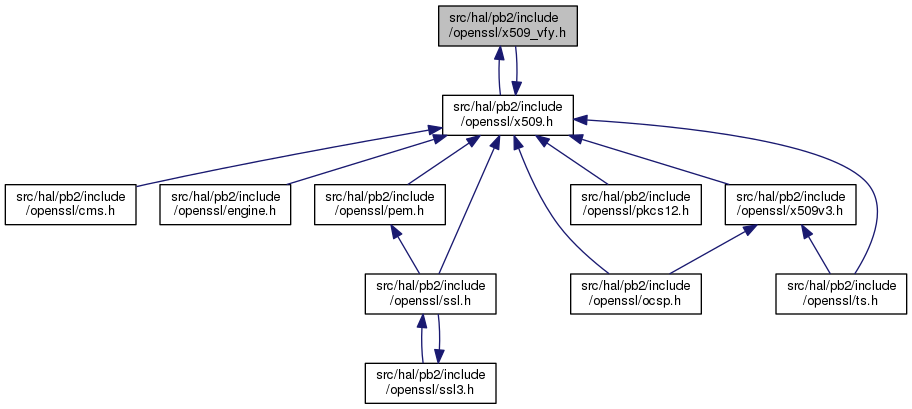 src/hal/pb2/include
/openssl/x509_vfy.h
src/hal/pb2/include
/openssl/x509.h
src/hal/pb2/include
/openssl/cms.h
src/hal/pb2/include
/openssl/engine.h
src/hal/pb2/include
/openssl/pem.h
src/hal/pb2/include
/openssl/pkcs12.h
src/hal/pb2/include
/openssl/x509v3.h
src/hal/pb2/include
/openssl/ssl.h
src/hal/pb2/include
/openssl/ocsp.h
src/hal/pb2/include
/openssl/ts.h
src/hal/pb2/include
/openssl/ssl3.h